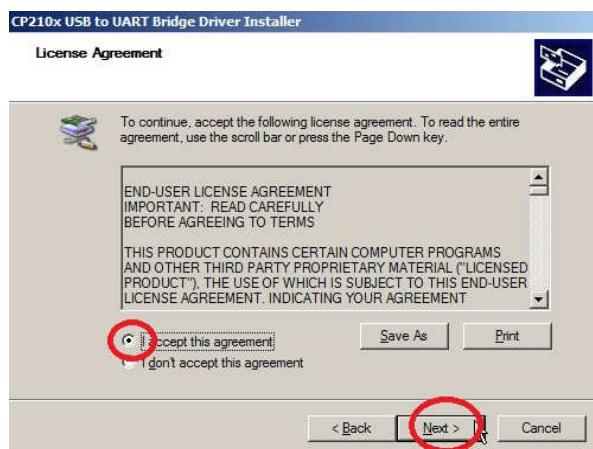 CP210x USB to UART Bridge Driver Installer
License Agreement
To continue, accept the following license agreement. To read the entire
agreement, use the scroll bar or press the Page Down key.
END-USER LICENSE AGREEMENT
IMPORTANT: READ CAREFULLY
BEFORE AGREEING TO TERMS
THIS PRODUCT CONTAINS CERTAIN COMPUTER PROGRAMS
AND OTHER THIRD PARTY PROPRIETARY MATERIAL ("LICENSED
PRODUCT"), THE USE OF WHICH IS SUBJECT TO THIS END-USER
LICENSE AGREEMENT. INDICATING YOUR AGREEMENT
I accept this agreement
Save As
Print
I don't accept this agreement
< Back
Next >
Cancel